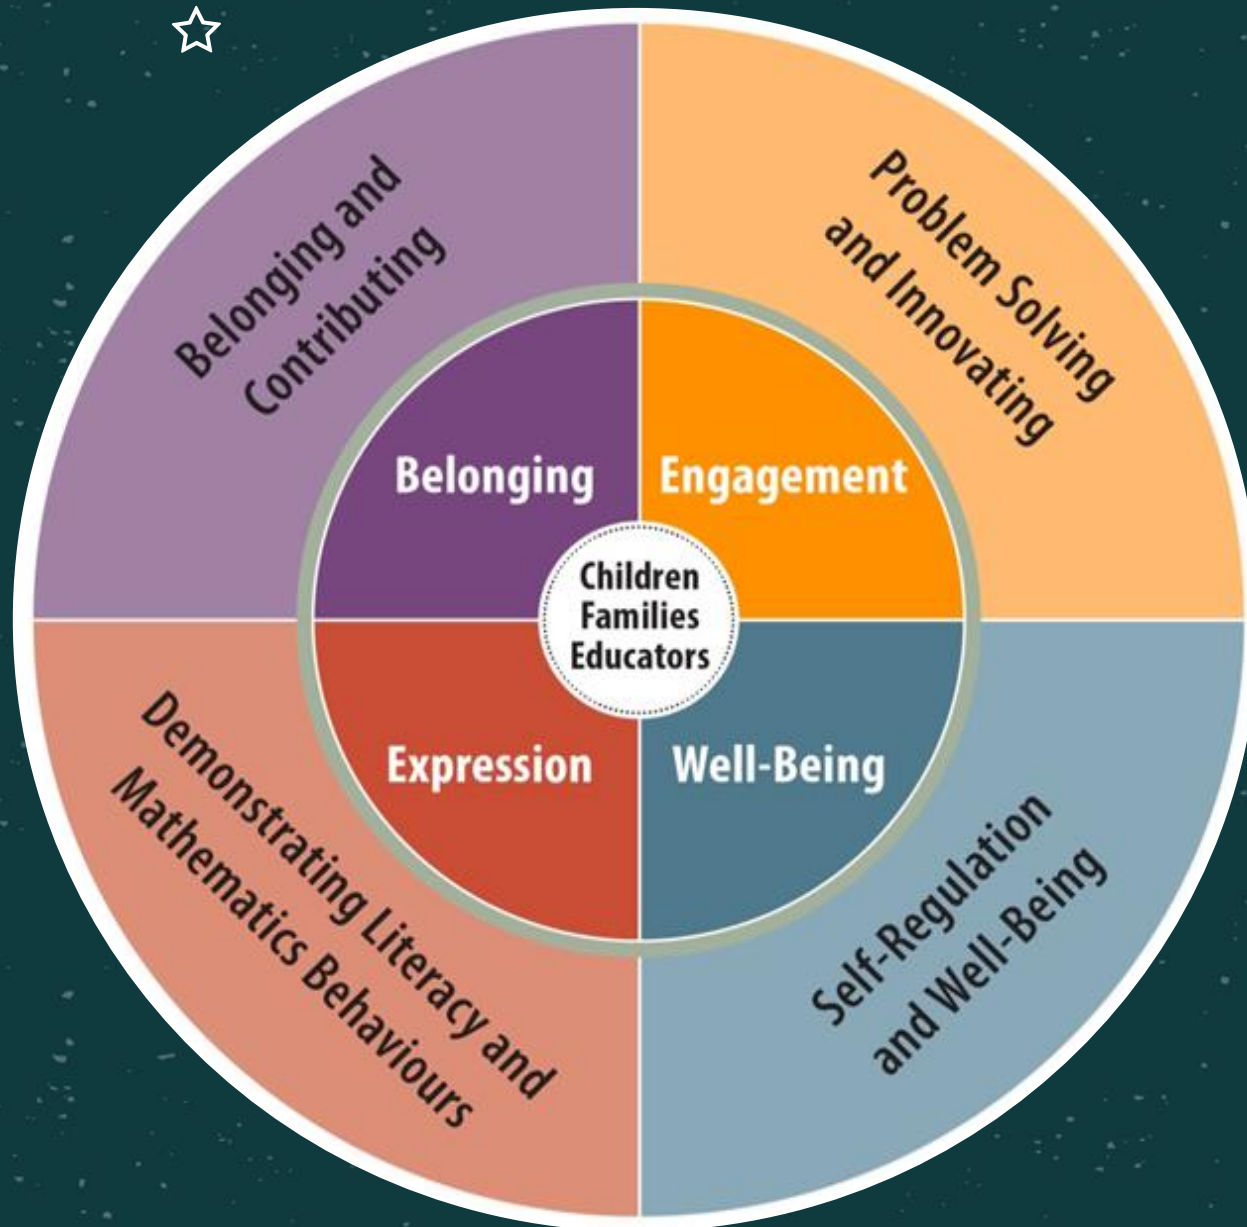 Belonging and
Contributing
Problem Solving
and Innovating
Belonging
Engagement
Children
Families
Educators
Expression
Well-Being
Demonstrating Literacy and
Mathematics Behaviours
Self-Regulation
and Well-Being